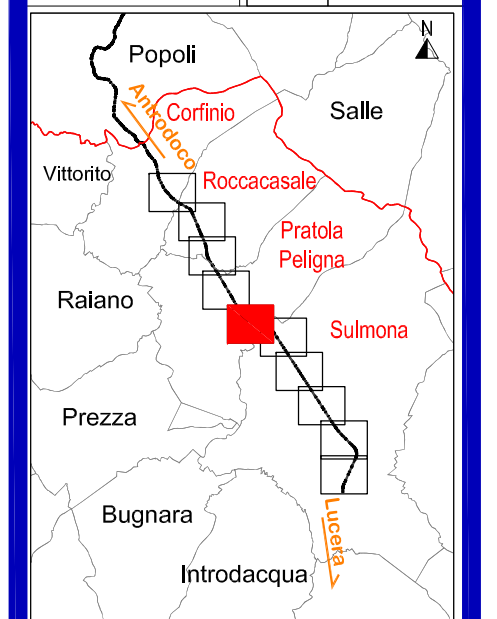 N
Popoli
Antrodoco
Corfinio
Salle
Vittorito
Roccacasale
Pratola
Peligna
Raiano
Sulmona
Prezza
Bugnara
Lucera
Introdacqua